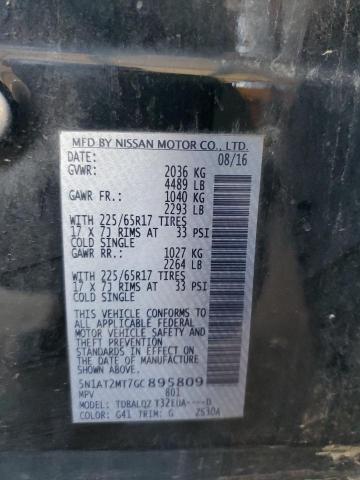 MFD BY NISSAN MOTOR CO., LTD.
DATE: 08/16
GVWR: 2036 KG
4489 LB
GAWR FR.: 1040 KG
2293 LB
WITH 225/65R17 TIRES
17 X 7J RIMS AT 33 PSI
COLD SINGLE
GAWR RR.: 1027 KG
2264 LB
WITH 225/65R17 TIRES
17 X 7J RIMS AT 33 PSI
COLD SINGLE
THIS VEHICLE CONFORMS TO
ALL APPLICABLE FEDERAL
MOTOR VEHICLE SAFETY AND
THEFT PREVENTION
STANDARDS IN EFFECT ON THE
DATE OF MANUFACTURE
SHOWN ABOVE.
5N1AT2MT7GC895809
MPV 801
MODEL: TDBALQZ T32EUA----D
COLOR: G41 TRIM: G 2530A